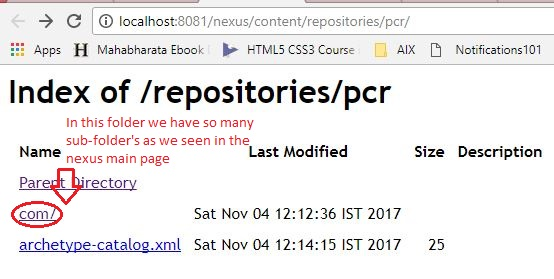 localhost:8081/nexus/content/repositories/pcr/
Apps Mahabharata Ebook HTML5 CSS3 Course AIX Notifications101
Index of /repositories/pcr
In this folder we have so many
sub-folder's as we seen in the
nexus main page
Name Last Modified Size Description
Parent Directory
com/ Sat Nov 04 12:12:36 IST 2017
archetype-catalog.xml Sat Nov 04 12:14:15 IST 2017 25